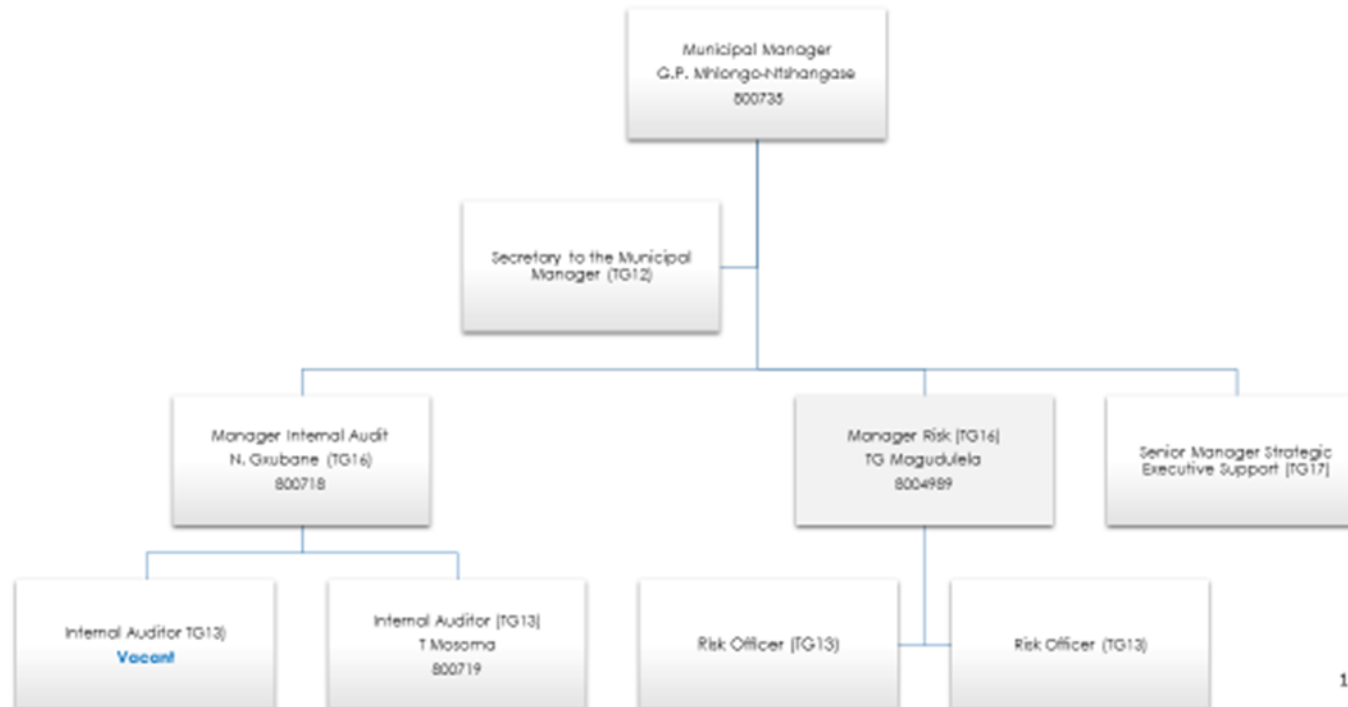 Municipal Manager
G.P. Mhlongo-Ntshangase
800735
Secretary to the Municipal
Manager (TG12)
Manager Internal Audit
N. Gxubane (TG16)
800718
Manager Risk (TG16)
TG Magudulela
8004989
Senior Manager Strategic
Executive Support (TG17)
Internal Auditor TG13)
Vacant
Internal Auditor (TG13)
T Mosoma
800719
Risk Officer (TG13)
Risk Officer (TG13)
1